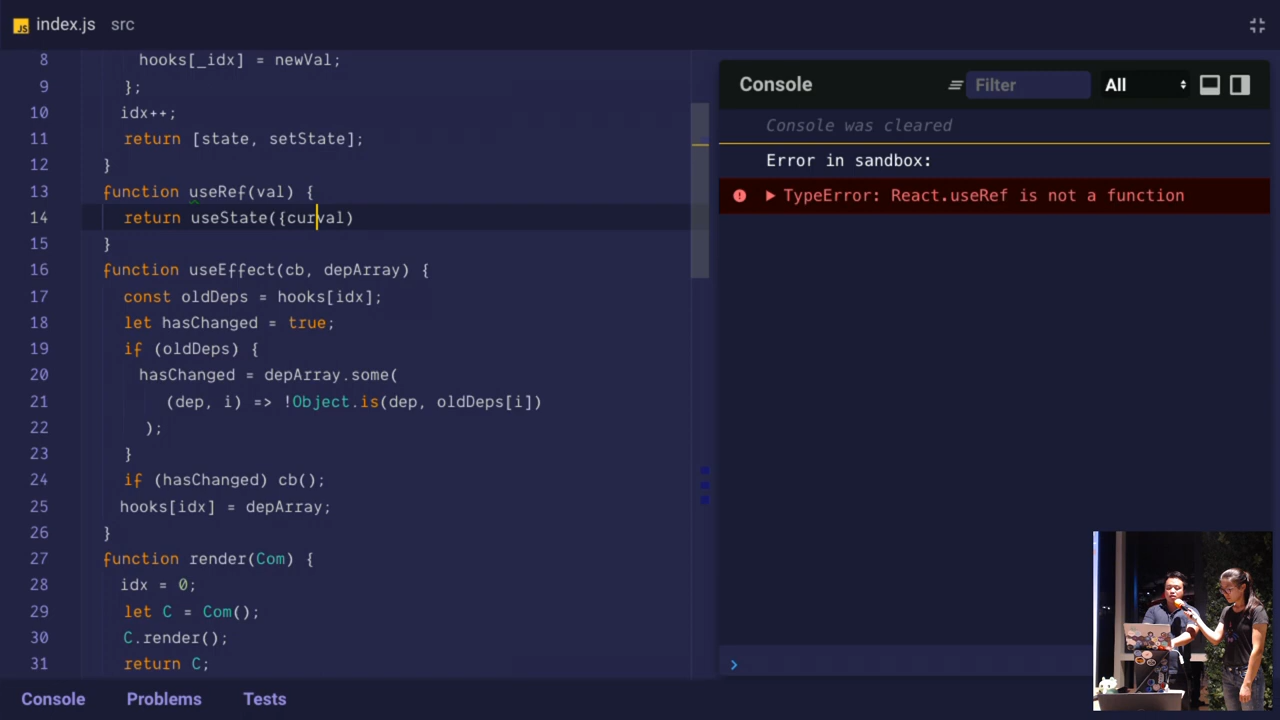 JS index.js src
8 hooks[_idx] = newVal;
9 };
10 idx++;
11 return [state, setState];
12 }
13 function useRef(val) {
14 return useState({curval)
15 }
16 function useEffect(cb, depArray) {
17 const oldDeps = hooks[idx];
18 let hasChanged = true;
19 if (oldDeps) {
20 hasChanged = depArray.some(
21 (dep, i) => !Object.is(dep, oldDeps[i])
22 );
23 }
24 if (hasChanged) cb();
25 hooks[idx] = depArray;
26 }
27 function render(Com) {
28 idx = 0;
29 let C = Com();
30 C.render();
31 return C;
Console Filter All
Console was cleared
Error in sandbox:
TypeError: React.useRef is not a function
Console Problems Tests